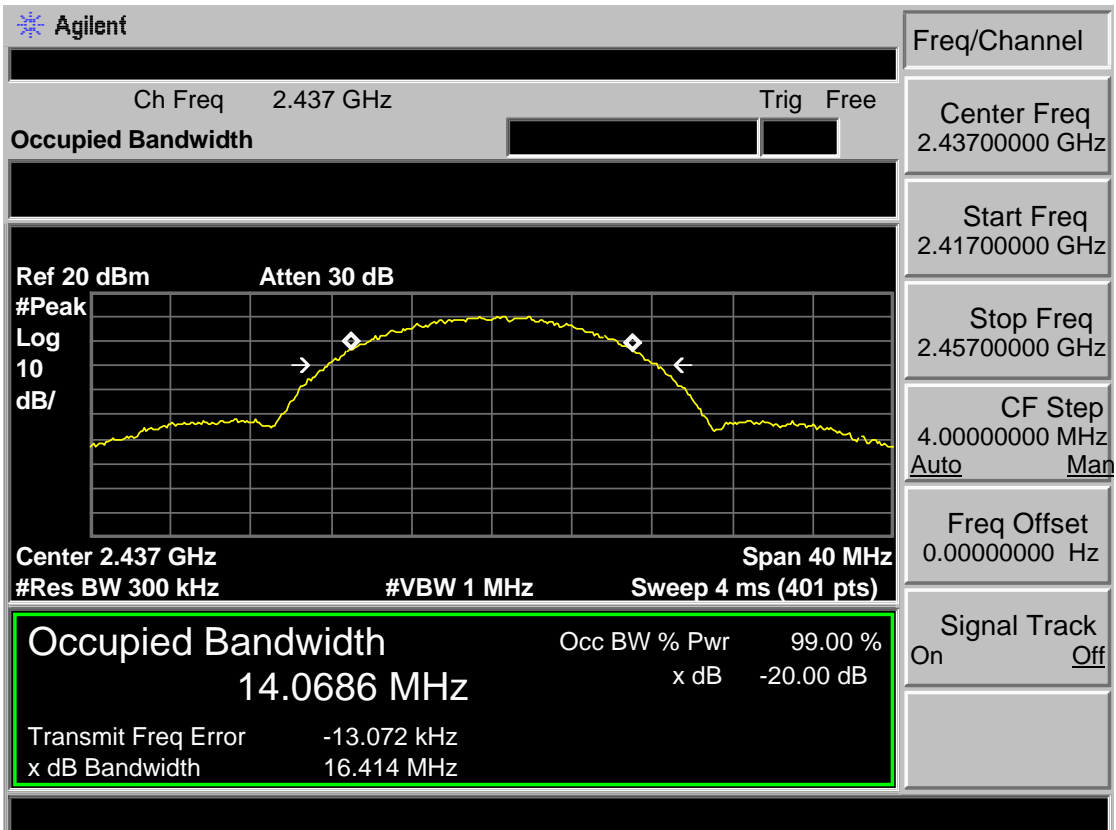 Agilent
Freq/Channel
Ch Freq 2.437 GHz Trig Free
Occupied Bandwidth
Center Freq
2.43700000 GHz
Start Freq
2.41700000 GHz
Stop Freq
2.45700000 GHz
CF Step
4.00000000 MHz
Auto Man
Freq Offset
0.00000000 Hz
Signal Track
On Off
Ref 20 dBm Atten 30 dB
#Peak
Log
10
dB/
Center 2.437 GHz Span 40 MHz
#Res BW 300 kHz #VBW 1 MHz Sweep 4 ms (401 pts)
Occupied Bandwidth Occ BW % Pwr 99.00 %
14.0686 MHz x dB -20.00 dB
Transmit Freq Error -13.072 kHz
x dB Bandwidth 16.414 MHz